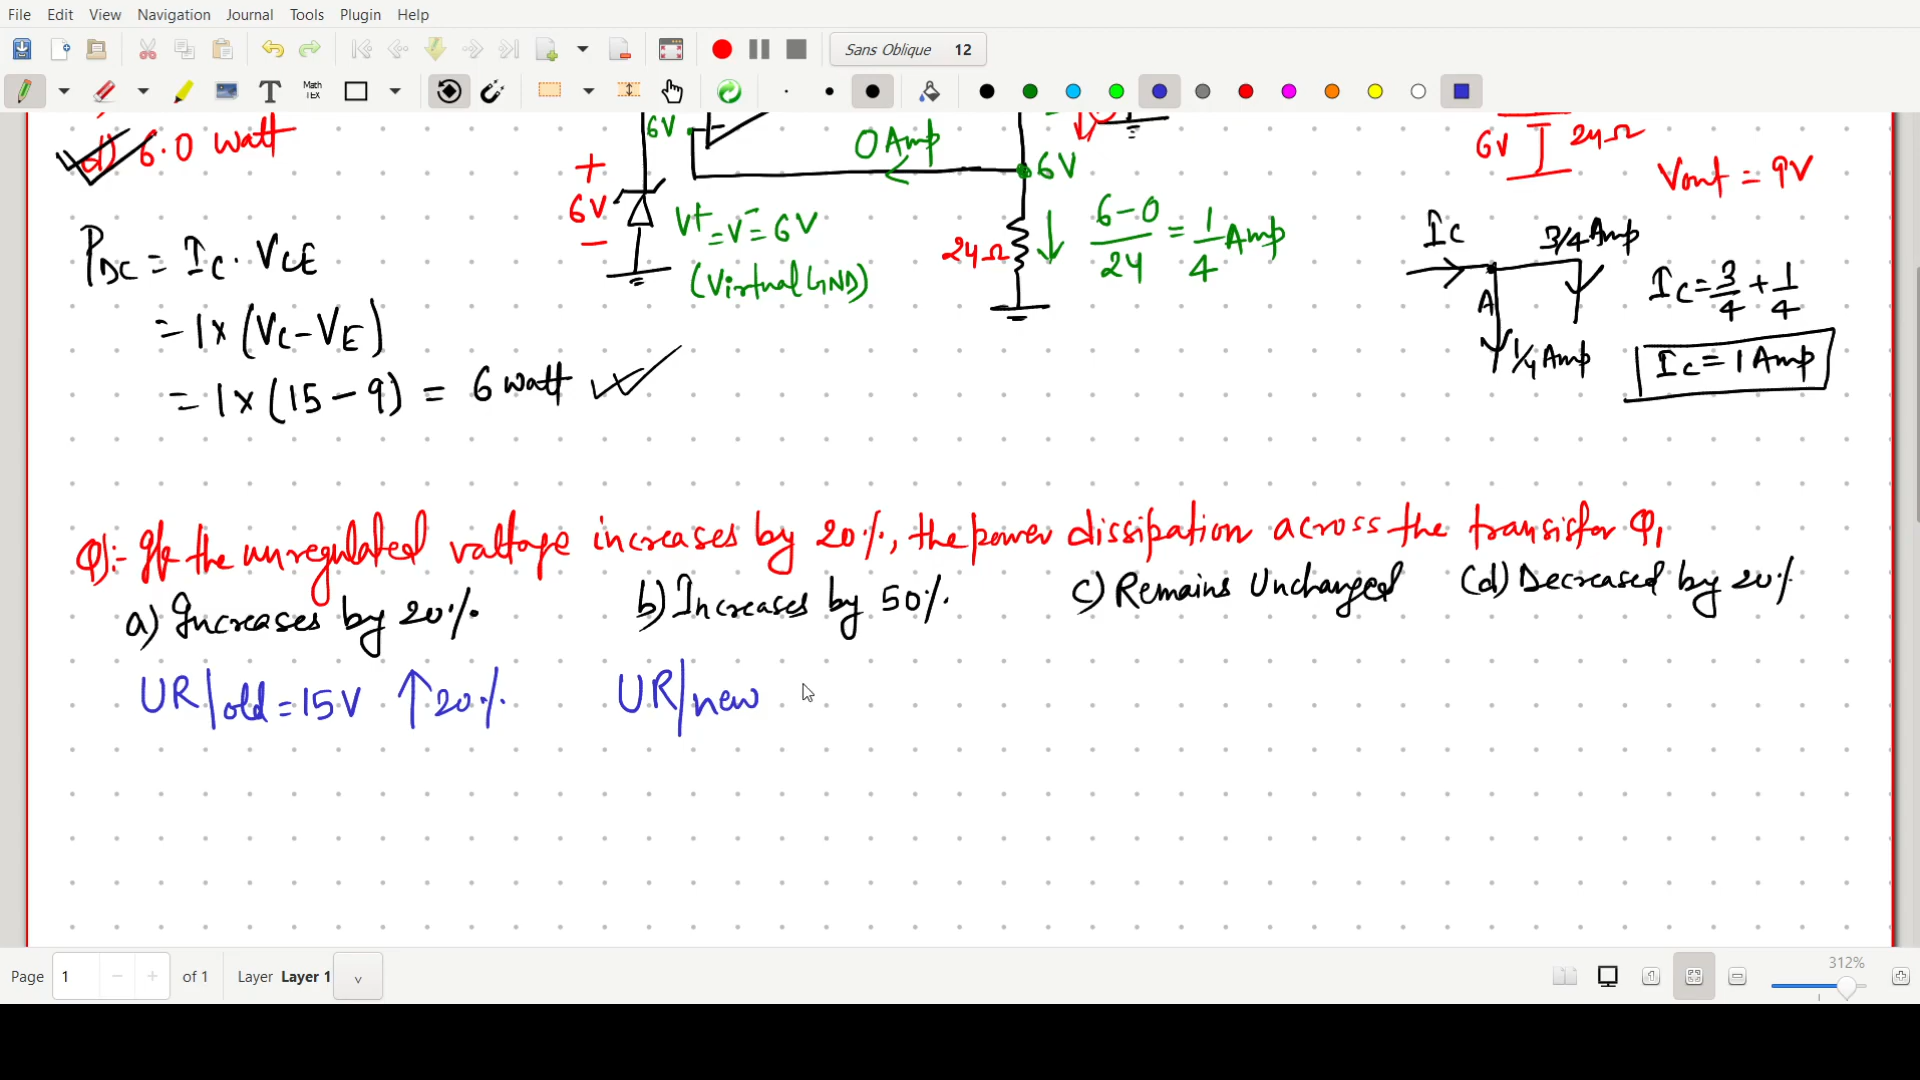 File Edit View Navigation Journal Tools Plugin Help
Sans Oblique 12
T Math TEX
d) 6.0 watt
6V
0 Amp
6V
6V 24Ω
Vout = 9V
+
6V
-
V+ = V- = 6V
(Virtual GND)
24Ω
6-0/24 = 1/4 Amp
Ic 3/4 Amp
A
1/4 Amp
Ic = 3/4 + 1/4
Ic = 1 Amp
PDC = Ic . VCE
= 1 x (Vc - VE)
= 1 x (15 - 9) = 6 watt
Q):- If the unregulated valtage increases by 20%, the power dissipation across the transistor Q1
a) Increases by 20% b) Increases by 50% c) Remains Unchanged (d) Decreased by 20%
UR|old = 15V ↑20% UR|new
Page 1 of 1 Layer Layer 1 312%